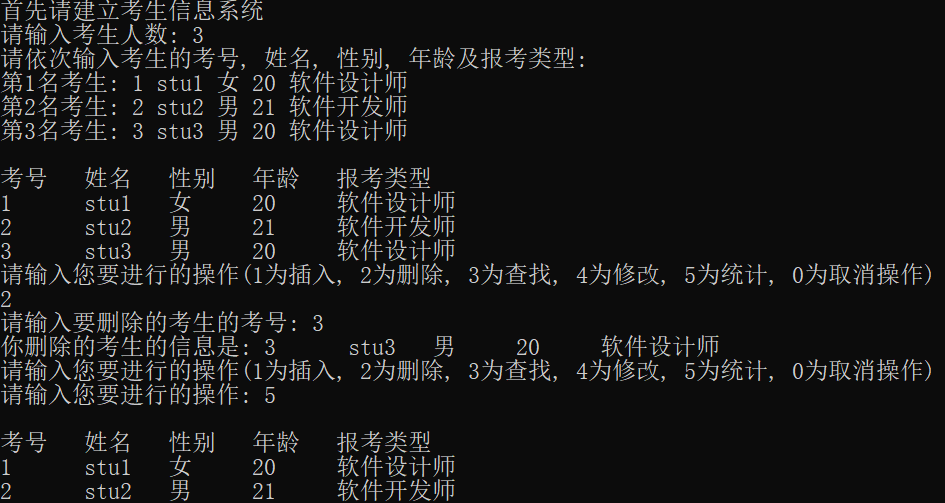 首先请建立考生信息系统
请输入考生人数: 3
请依次输入考生的考号, 姓名, 性别, 年龄及报考类型:
第1名考生: 1 stu1 女 20 软件设计师
第2名考生: 2 stu2 男 21 软件开发师
第3名考生: 3 stu3 男 20 软件设计师
考号 姓名 性别 年龄 报考类型
1 stu1 女 20 软件设计师
2 stu2 男 21 软件开发师
3 stu3 男 20 软件设计师
请输入您要进行的操作(1为插入, 2为删除, 3为查找, 4为修改, 5为统计, 0为取消操作)
2
请输入要删除的考生的考号: 3
你删除的考生的信息是: 3 stu3 男 20 软件设计师
请输入您要进行的操作(1为插入, 2为删除, 3为查找, 4为修改, 5为统计, 0为取消操作)
请输入您要进行的操作: 5
考号 姓名 性别 年龄 报考类型
1 stu1 女 20 软件设计师
2 stu2 男 21 软件开发师